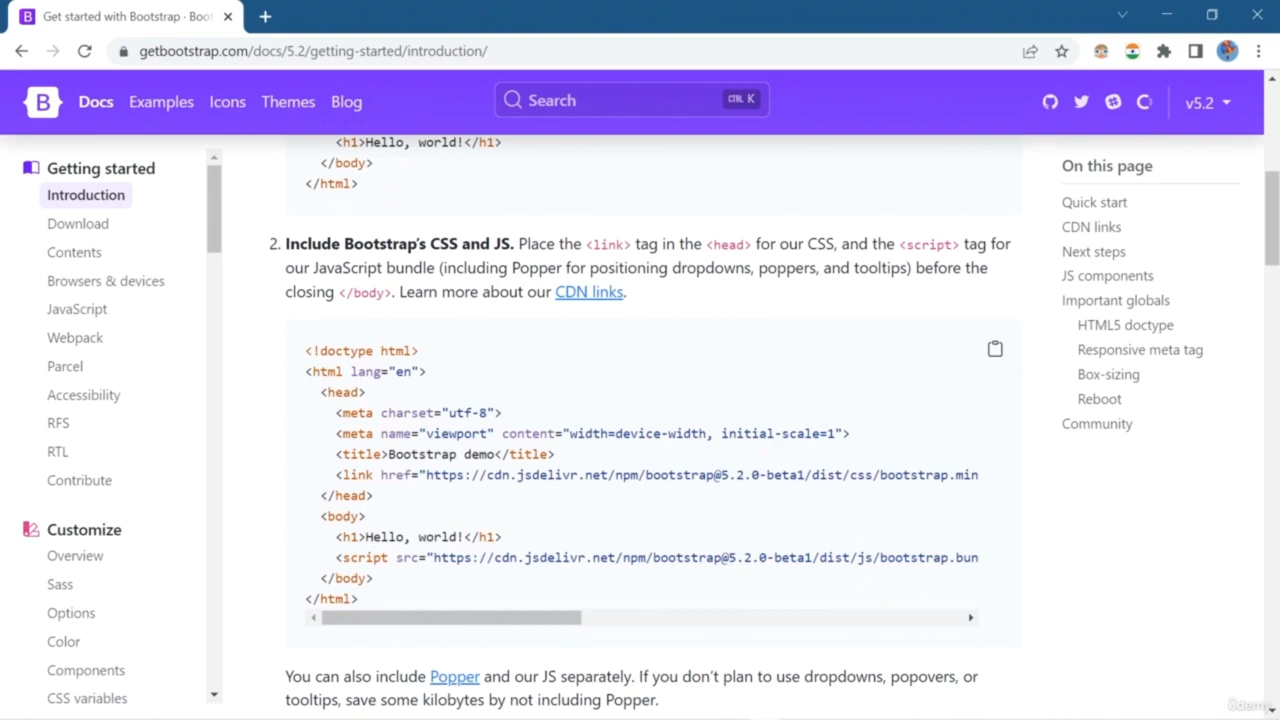 Get started with Bootstrap · Boot
getbootstrap.com/docs/5.2/getting-started/introduction/
B Docs Examples Icons Themes Blog
Search CTRL K
v5.2
Getting started
Introduction
Download
Contents
Browsers & devices
JavaScript
Webpack
Parcel
Accessibility
RFS
RTL
Contribute
Customize
Overview
Sass
Options
Color
Components
CSS variables
<h1>Hello, world!</h1>
</body>
</html>
2. Include Bootstrap’s CSS and JS. Place the <link> tag in the <head> for our CSS, and the <script> tag for
our JavaScript bundle (including Popper for positioning dropdowns, poppers, and tooltips) before the
closing </body>. Learn more about our CDN links.
<!doctype html>
<html lang="en">
<head>
<meta charset="utf-8">
<meta name="viewport" content="width=device-width, initial-scale=1">
<title>Bootstrap demo</title>
<link href="https://cdn.jsdelivr.net/npm/bootstrap@5.2.0-beta1/dist/css/bootstrap.min
</head>
<body>
<h1>Hello, world!</h1>
<script src="https://cdn.jsdelivr.net/npm/bootstrap@5.2.0-beta1/dist/js/bootstrap.bun
</body>
</html>
You can also include Popper and our JS separately. If you don’t plan to use dropdowns, popovers, or
tooltips, save some kilobytes by not including Popper.
On this page
Quick start
CDN links
Next steps
JS components
Important globals
HTML5 doctype
Responsive meta tag
Box-sizing
Reboot
Community
ûdemy